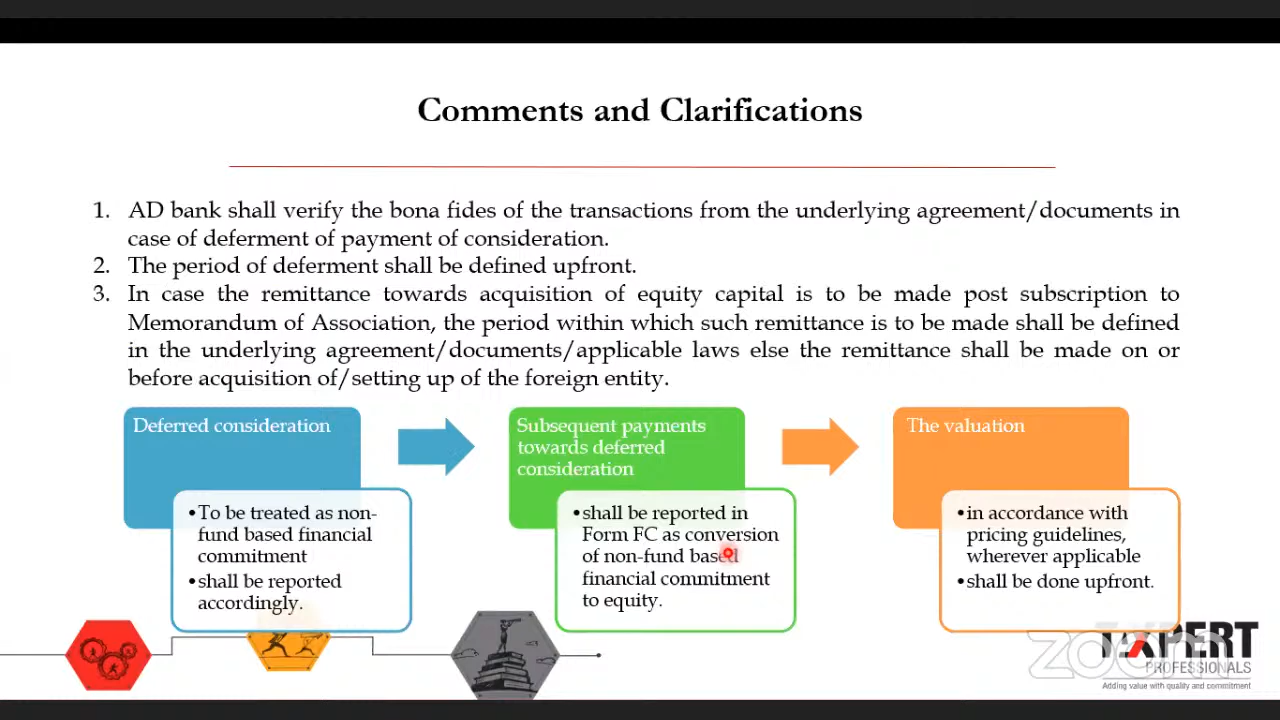 Comments and Clarifications
1. AD bank shall verify the bona fides of the transactions from the underlying agreement/documents in
case of deferment of payment of consideration.
2. The period of deferment shall be defined upfront.
3. In case the remittance towards acquisition of equity capital is to be made post subscription to
Memorandum of Association, the period within which such remittance is to be made shall be defined
in the underlying agreement/documents/applicable laws else the remittance shall be made on or
before acquisition of/setting up of the foreign entity.
Deferred consideration
•To be treated as non-
fund based financial
commitment
•shall be reported
accordingly.
Subsequent payments
towards deferred
consideration
•shall be reported in
Form FC as conversion
of non-fund based
financial commitment
to equity.
The valuation
•in accordance with
pricing guidelines,
wherever applicable
•shall be done upfront.
TAXPERT
PROFESSIONALS
Adding value with quality and commitment
zoom